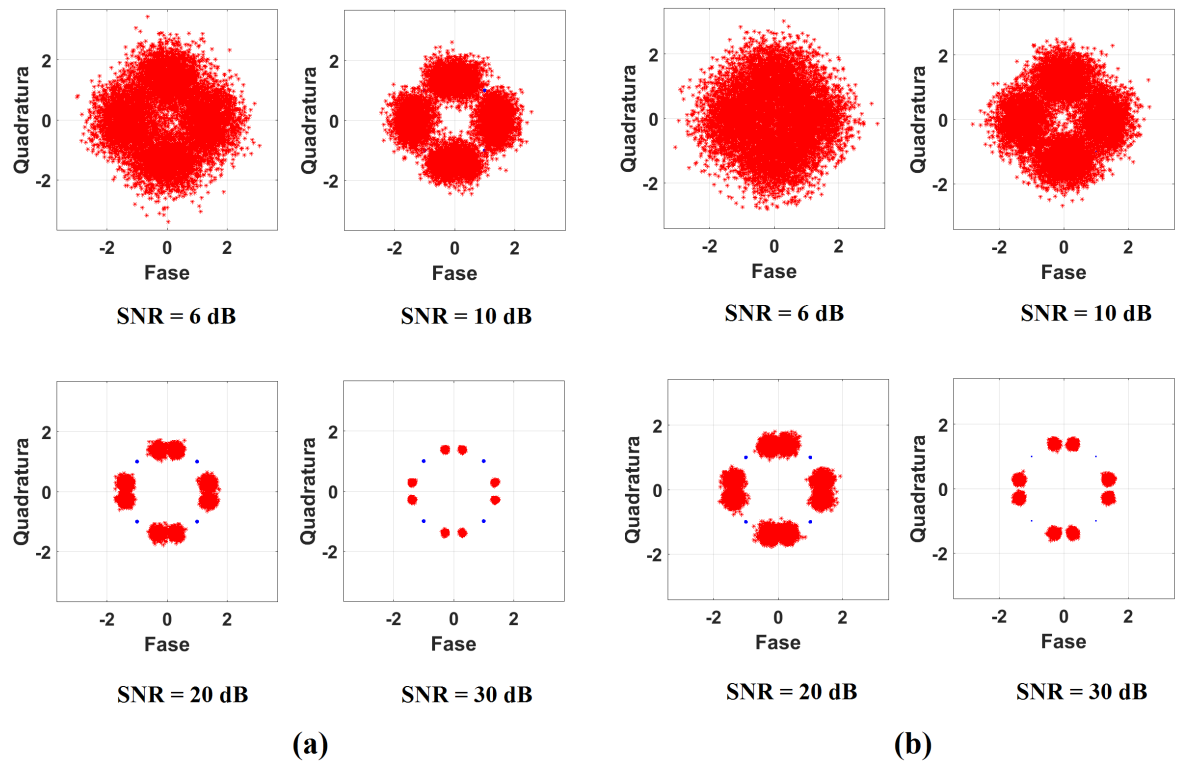 2
0
-2
Quadratura
-2 0 2
Fase
SNR = 6 dB
2
0
-2
Quadratura
-2 0 2
Fase
SNR = 10 dB
2
0
-2
Quadratura
-2 0 2
Fase
SNR = 6 dB
2
0
-2
Quadratura
-2 0 2
Fase
SNR = 10 dB
2
0
-2
Quadratura
-2 0 2
Fase
SNR = 20 dB
2
0
-2
Quadratura
-2 0 2
Fase
SNR = 30 dB
2
0
-2
Quadratura
-2 0 2
Fase
SNR = 20 dB
2
0
-2
Quadratura
-2 0 2
Fase
SNR = 30 dB
(a)
(b)